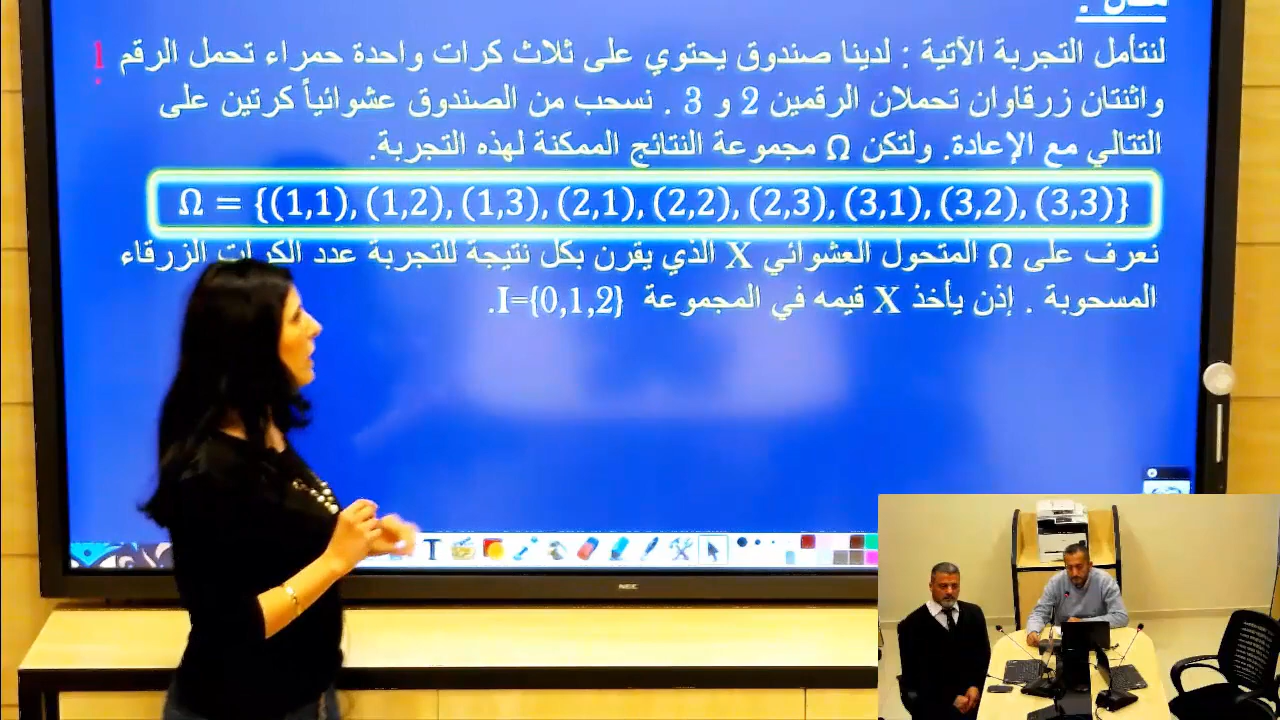 مثال :
لنتأمل التجربة الآتية : لدينا صندوق يحتوي على ثلاث كرات واحدة حمراء تحمل الرقم 1
واثنتان زرقاوان تحملان الرقمين 2 و 3 . نسحب من الصندوق عشوائياً كرتين على
التتالي مع الإعادة. ولتكن Ω مجموعة النتائج الممكنة لهذه التجربة.
Ω = {(1,1), (1,2), (1,3), (2,1), (2,2), (2,3), (3,1), (3,2), (3,3)}
نعرف على Ω المتحول العشوائي X الذي يقرن بكل نتيجة للتجربة عدد الكرات الزرقاء
المسحوبة . إذن يأخذ X قيمه في المجموعة I={0,1,2}.
NEC